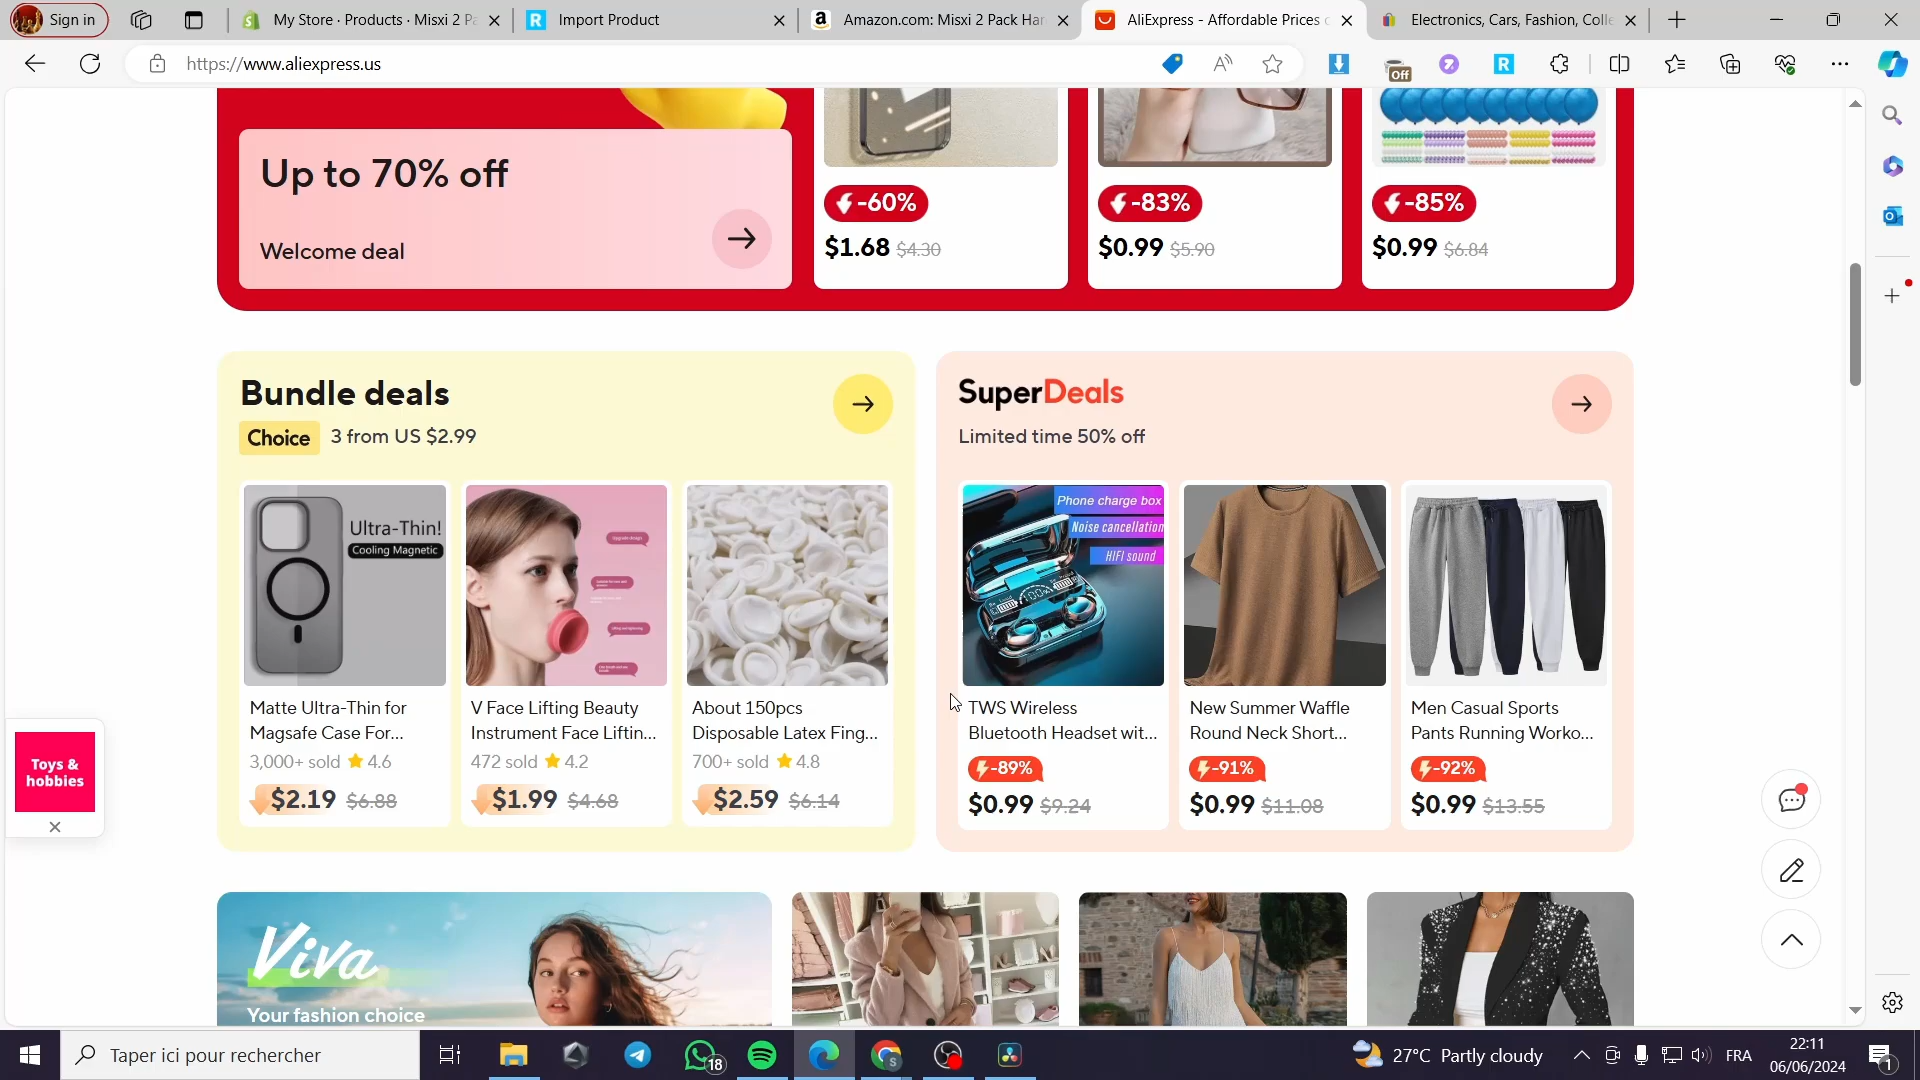 Sign in
My Store · Products · Misxi 2 P
Import Product
Amazon.com: Misxi 2 Pack Har
AliExpress - Affordable Prices
Electronics, Cars, Fashion, Colle
https://www.aliexpress.us
Off
Up to 70% off
Welcome deal
-60%
$1.68 $4.30
-83%
$0.99 $5.90
-85%
$0.99 $6.84
Bundle deals
Choice 3 from US $2.99
SuperDeals
Limited time 50% off
Ultra-Thin!
Cooling Magnetic
Phone charge box
Noise cancellation
HIFI sound
Matte Ultra-Thin for
Magsafe Case For...
3,000+ sold 4.6
$2.19 $6.88
V Face Lifting Beauty
Instrument Face Liftin...
472 sold 4.2
$1.99 $4.68
About 150pcs
Disposable Latex Fing...
700+ sold 4.8
$2.59 $6.14
TWS Wireless
Bluetooth Headset wit...
-89%
$0.99 $9.24
New Summer Waffle
Round Neck Short...
-91%
$0.99 $11.08
Men Casual Sports
Pants Running Worko...
-92%
$0.99 $13.55
Toys &
hobbies
Viva
Your fashion choice
Taper ici pour rechercher
18
27°C Partly cloudy
FRA
22:11
06/06/2024
1